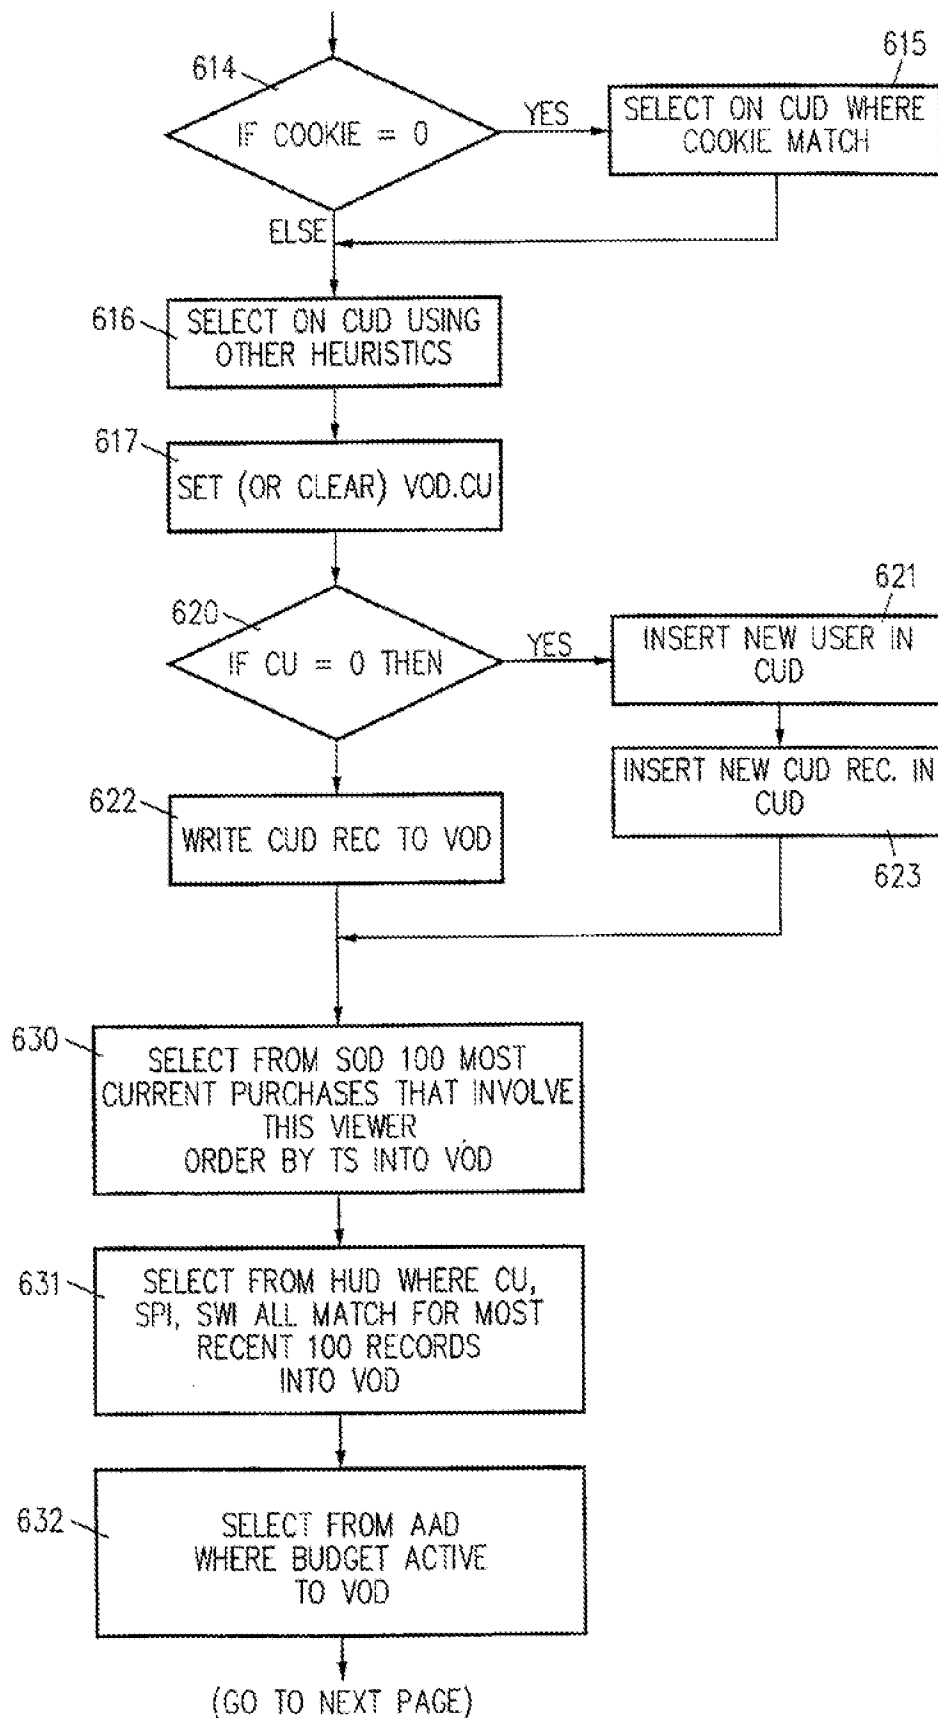 614
IF COOKIE = 0
YES
615
SELECT ON CUD WHERE
COOKIE MATCH
ELSE
616
SELECT ON CUD USING
OTHER HEURISTICS
617
SET (OR CLEAR) VOD.CU
620
IF CU = 0 THEN
YES
621
INSERT NEW USER IN
CUD
622
WRITE CUD REC TO VOD
INSERT NEW CUD REC. IN
CUD
623
630
SELECT FROM SOD 100 MOST
CURRENT PURCHASES THAT INVOLVE
THIS VIEWER
ORDER BY TS INTO VOD
631
SELECT FROM HUD WHERE CU,
SPI, SWI ALL MATCH FOR MOST
RECENT 100 RECORDS
INTO VOD
632
SELECT FROM AAD
WHERE BUDGET ACTIVE
TO VOD
(GO TO NEXT PAGE)